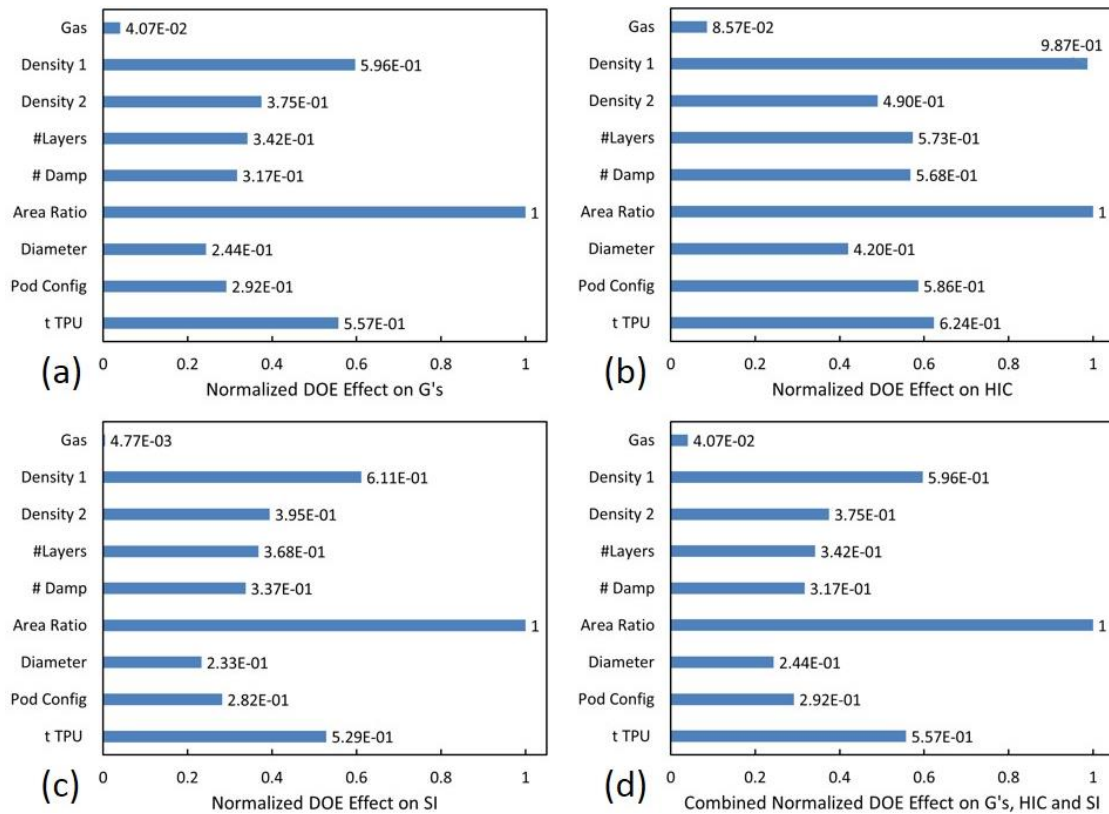 Gas
4.07E-02
Density 1
5.96E-01
Density 2
3.75E-01
#Layers
3.42E-01
# Damp
3.17E-01
Area Ratio
1
Diameter
2.44E-01
Pod Config
2.92E-01
t TPU
5.57E-01
(a)
0 0.2 0.4 0.6 0.8 1
Normalized DOE Effect on G's
Gas
8.57E-02
Density 1
9.87E-01
Density 2
4.90E-01
#Layers
5.73E-01
# Damp
5.68E-01
Area Ratio
1
Diameter
4.20E-01
Pod Config
5.86E-01
t TPU
6.24E-01
(b)
0 0.2 0.4 0.6 0.8 1
Normalized DOE Effect on HIC
Gas
4.77E-03
Density 1
6.11E-01
Density 2
3.95E-01
#Layers
3.68E-01
# Damp
3.37E-01
Area Ratio
1
Diameter
2.33E-01
Pod Config
2.82E-01
t TPU
5.29E-01
(c)
0 0.2 0.4 0.6 0.8 1
Normalized DOE Effect on SI
Gas
4.07E-02
Density 1
5.96E-01
Density 2
3.75E-01
#Layers
3.42E-01
# Damp
3.17E-01
Area Ratio
1
Diameter
2.44E-01
Pod Config
2.92E-01
t TPU
5.57E-01
(d)
0 0.2 0.4 0.6 0.8 1
Combined Normalized DOE Effect on G's, HIC and SI